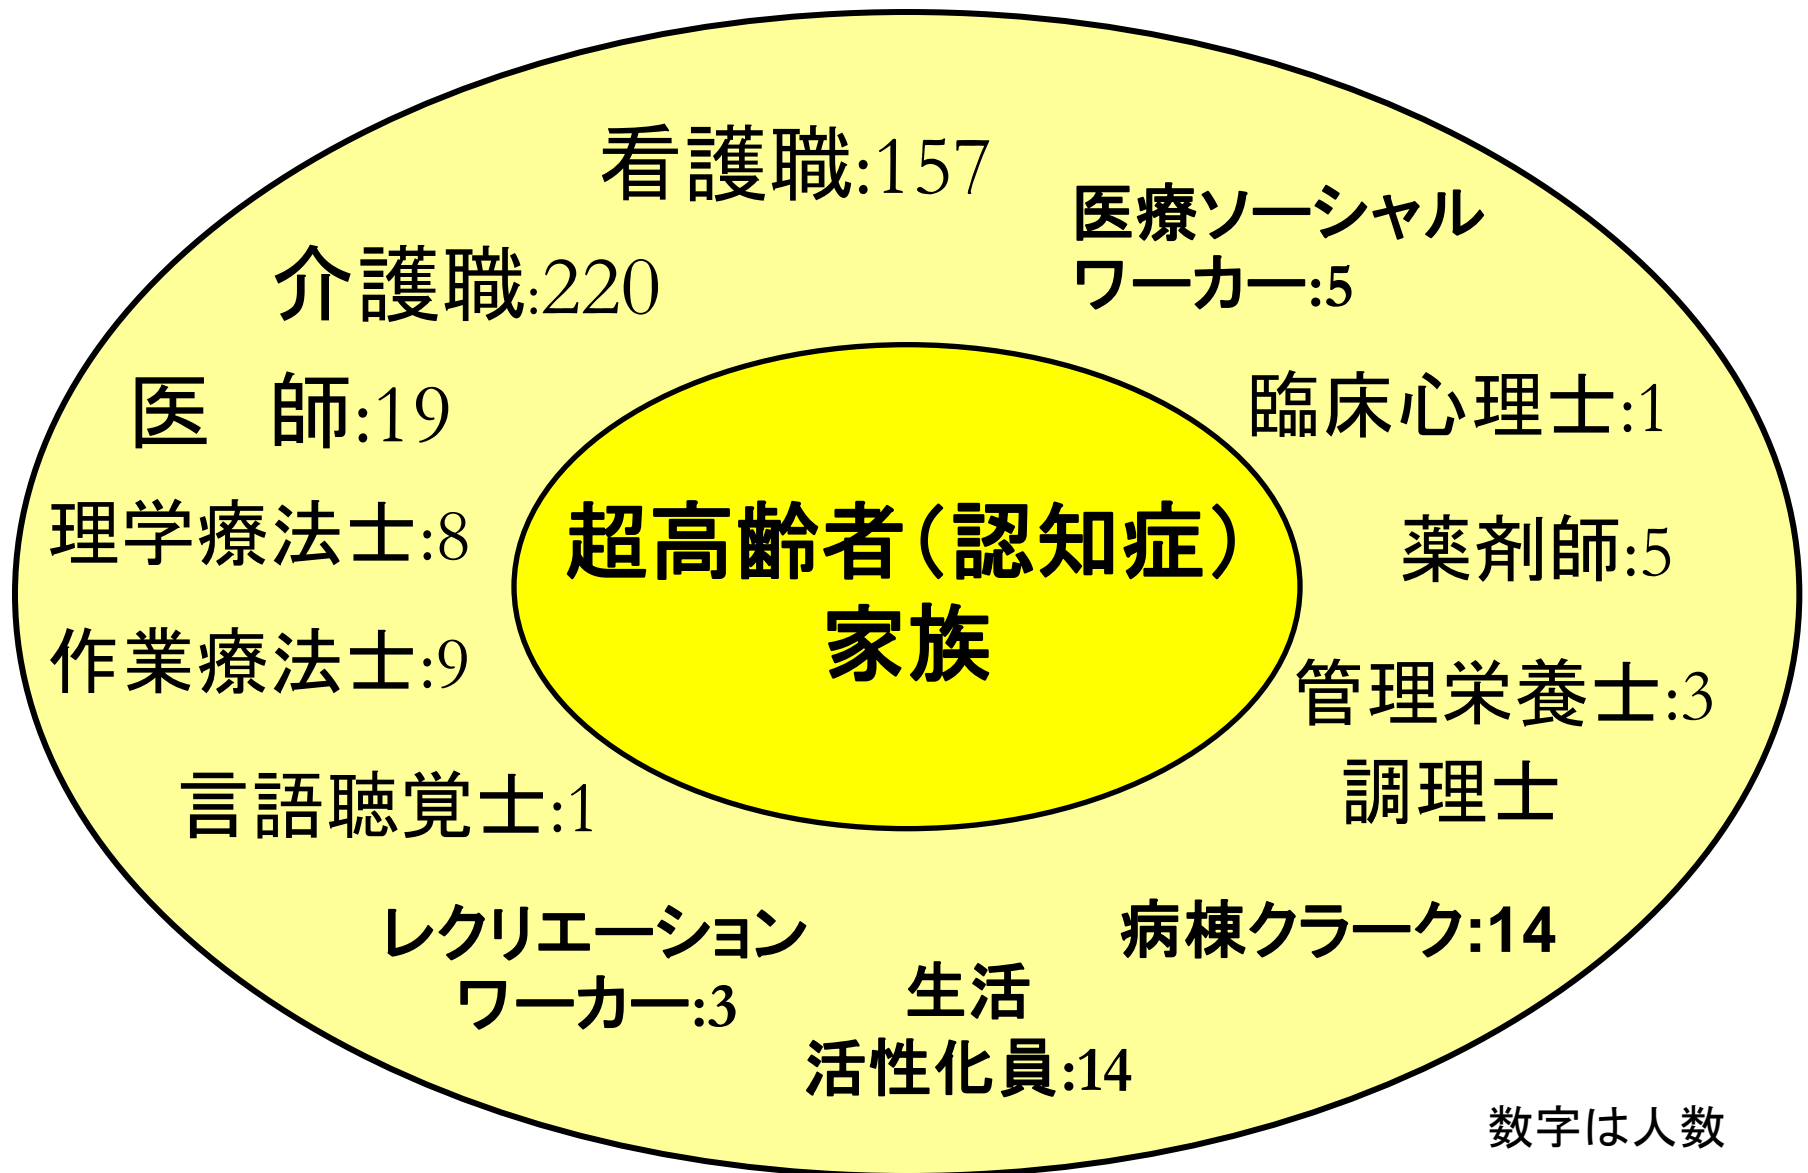 看護職:157
医療ソーシャル
ワーカー:5
介護職:220
医　師:19
臨床心理士:1
理学療法士:8
超高齢者(認知症)
家族
薬剤師:5
作業療法士:9
管理栄養士:3
言語聴覚士:1
調理士
レクリエーション
ワーカー:3
病棟クラーク:14
生活
活性化員:14
数字は人数